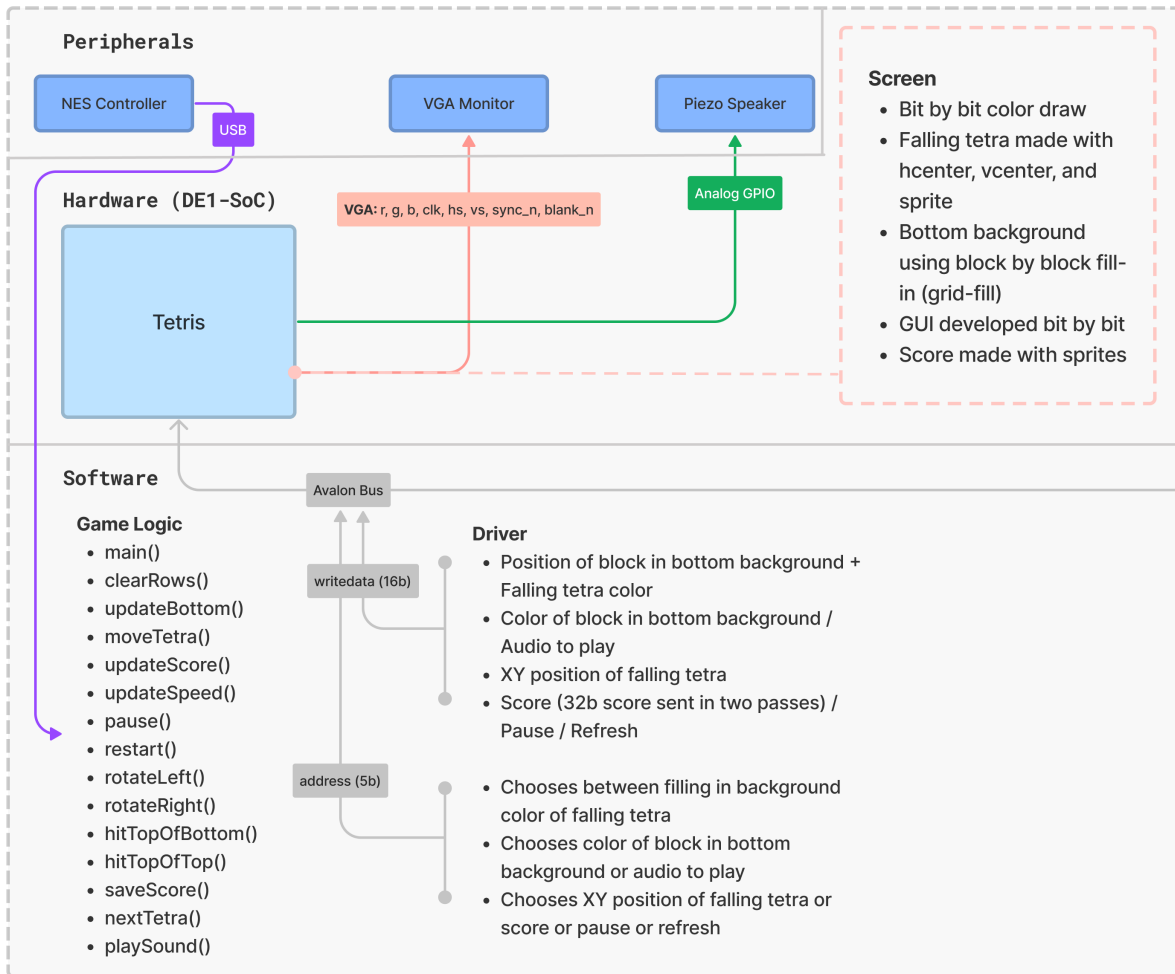 Peripherals
NES Controller
VGA Monitor
Piezo Speaker
USB
Hardware (DE1-SoC)
VGA: r, g, b, clk, hs, vs, sync_n, blank_n
Analog GPIO
Tetris
Screen
• Bit by bit color draw
• Falling tetra made with
hcenter, vcenter, and
sprite
• Bottom background
using block by block fill-
in (grid-fill)
• GUI developed bit by bit
• Score made with sprites
Software
Avalon Bus
Game Logic
• main()
• clearRows()
• updateBottom()
• moveTetra()
• updateScore()
• updateSpeed()
• pause()
• restart()
• rotateLeft()
• rotateRight()
• hitTopOfBottom()
• hitTopOfTop()
• saveScore()
• nextTetra()
• playSound()
writedata (16b)
address (5b)
Driver
• Position of block in bottom background +
Falling tetra color
• Color of block in bottom background /
Audio to play
• XY position of falling tetra
• Score (32b score sent in two passes) /
Pause / Refresh
• Chooses between filling in background
color of falling tetra
• Chooses color of block in bottom
background or audio to play
• Chooses XY position of falling tetra or
score or pause or refresh